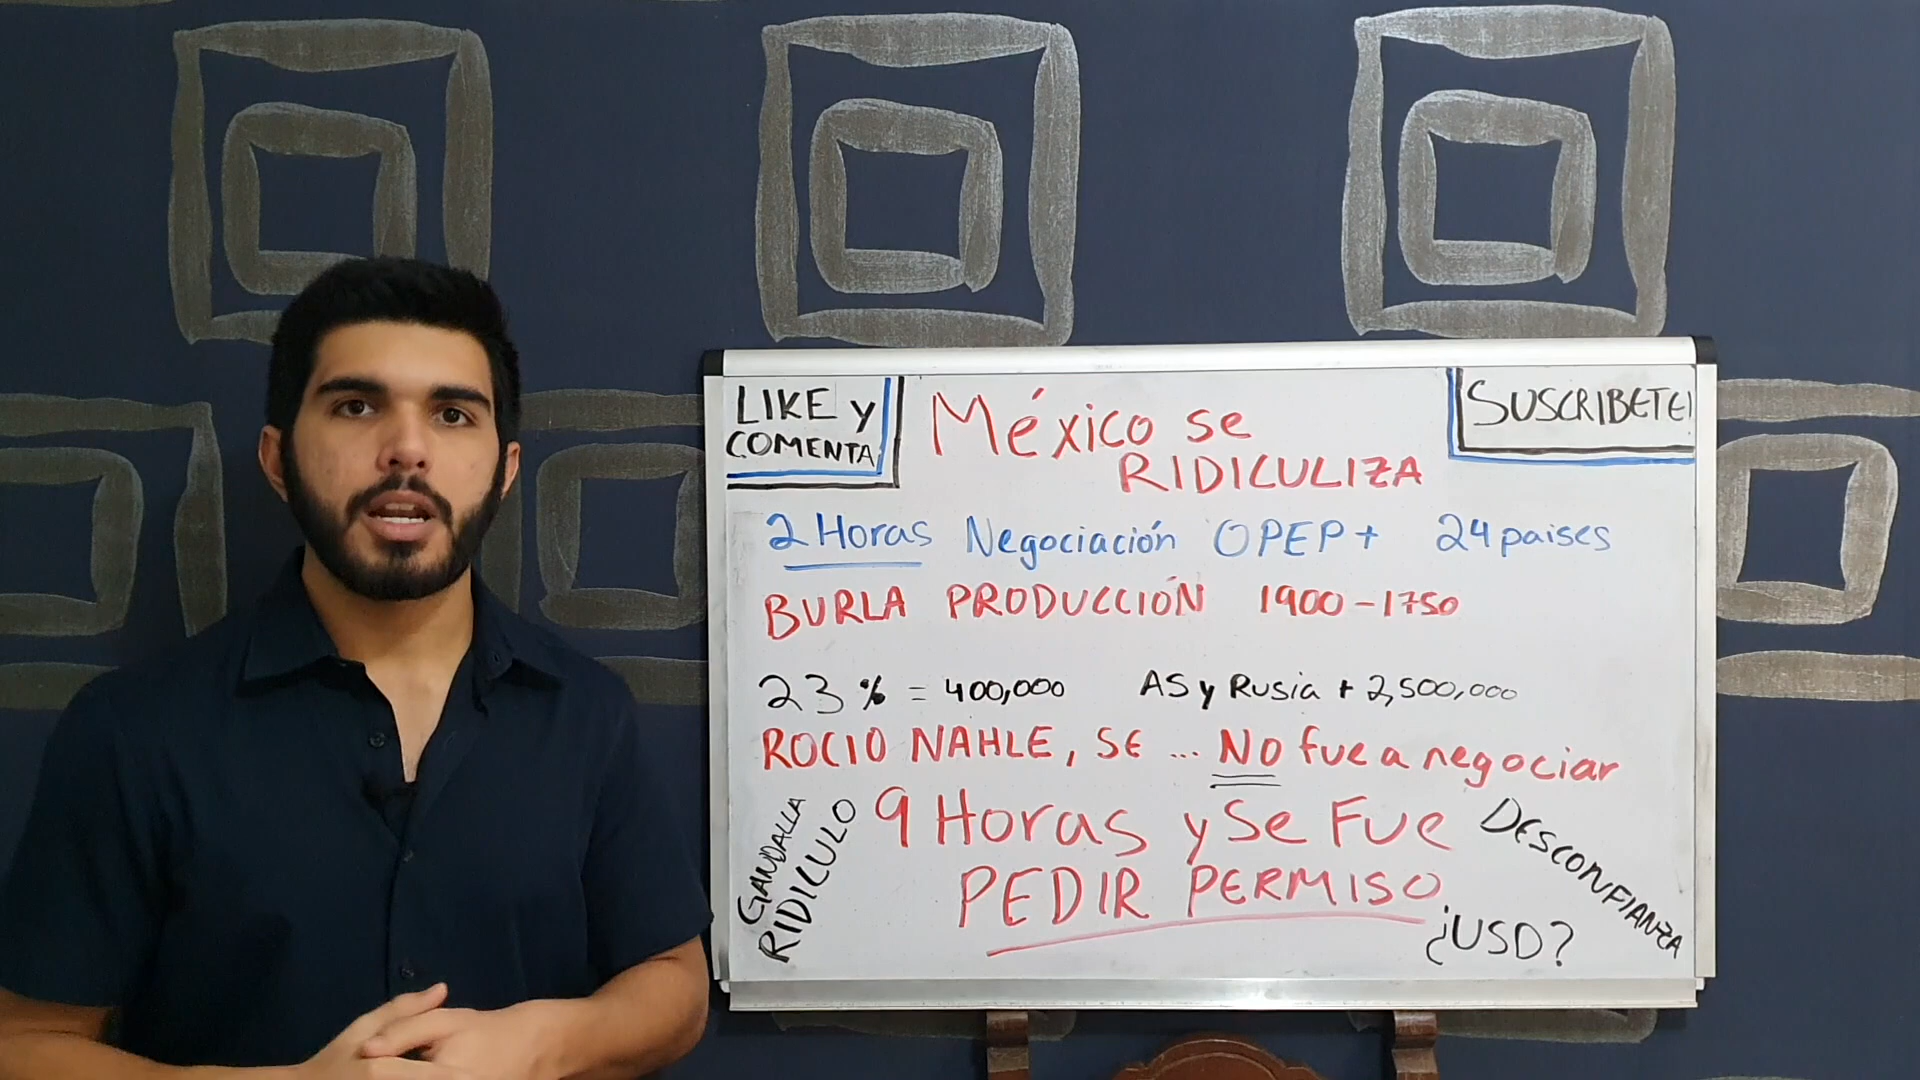 LIKE y
COMENTA
México se
RIDICULIZA
SUSCRIBETE!
2 Horas Negociación OPEP+ 24 paises
BURLA PRODUCCIÓN 1900-1750
23% = 400,000 AS y Rusia + 2,500,000
ROCIO NAHLE, SE ... NO fue a negociar
9 Horas y Se Fue
PEDIR PERMISO
GANDALLA
RIDICULO
DESCONFIANZA
¿USD?